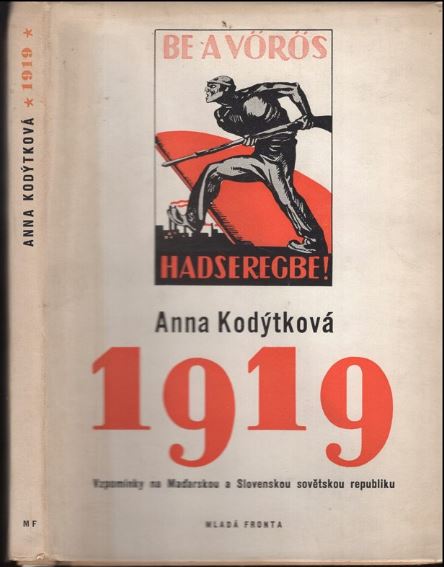 ANNA KODÝTKOVÁ * 1919 *
MF
BE A VÖRÖS
HADSEREGBE!
Anna Kodýtková
1919
Vzpomínky na Maďarskou a Slovenskou sovětskou republiku
MLADÁ FRONTA